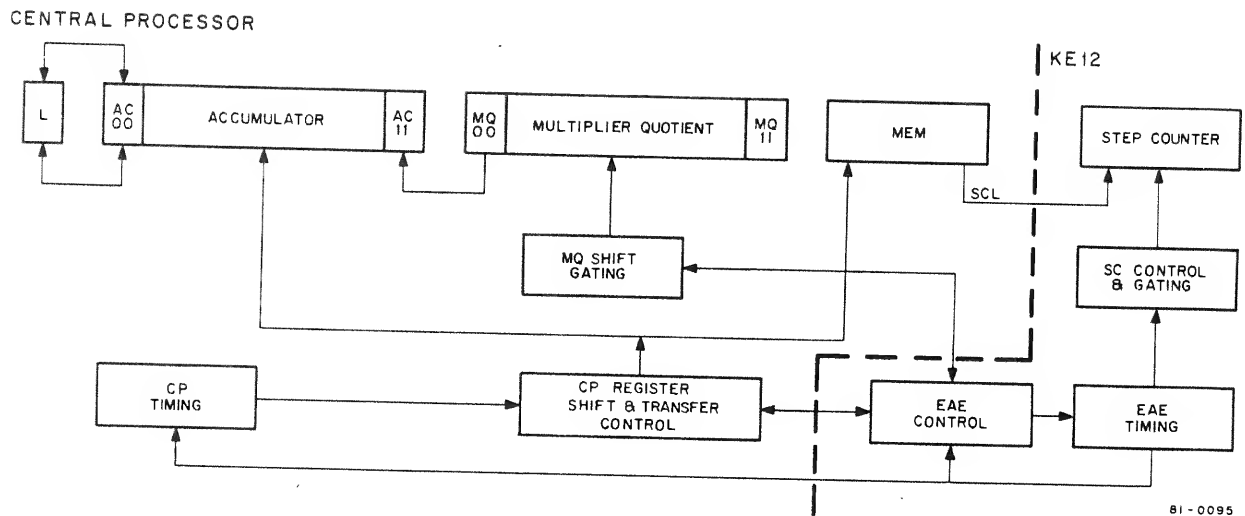 CENTRAL PROCESSOR
KE12
L
AC
00
ACCUMULATOR
AC
11
MQ
00
MULTIPLIER QUOTIENT
MQ
11
MEM
STEP COUNTER
SCL
MQ SHIFT
GATING
SC CONTROL
& GATING
CP
TIMING
CP REGISTER
SHIFT & TRANSFER
CONTROL
EAE
CONTROL
EAE
TIMING
81-0095